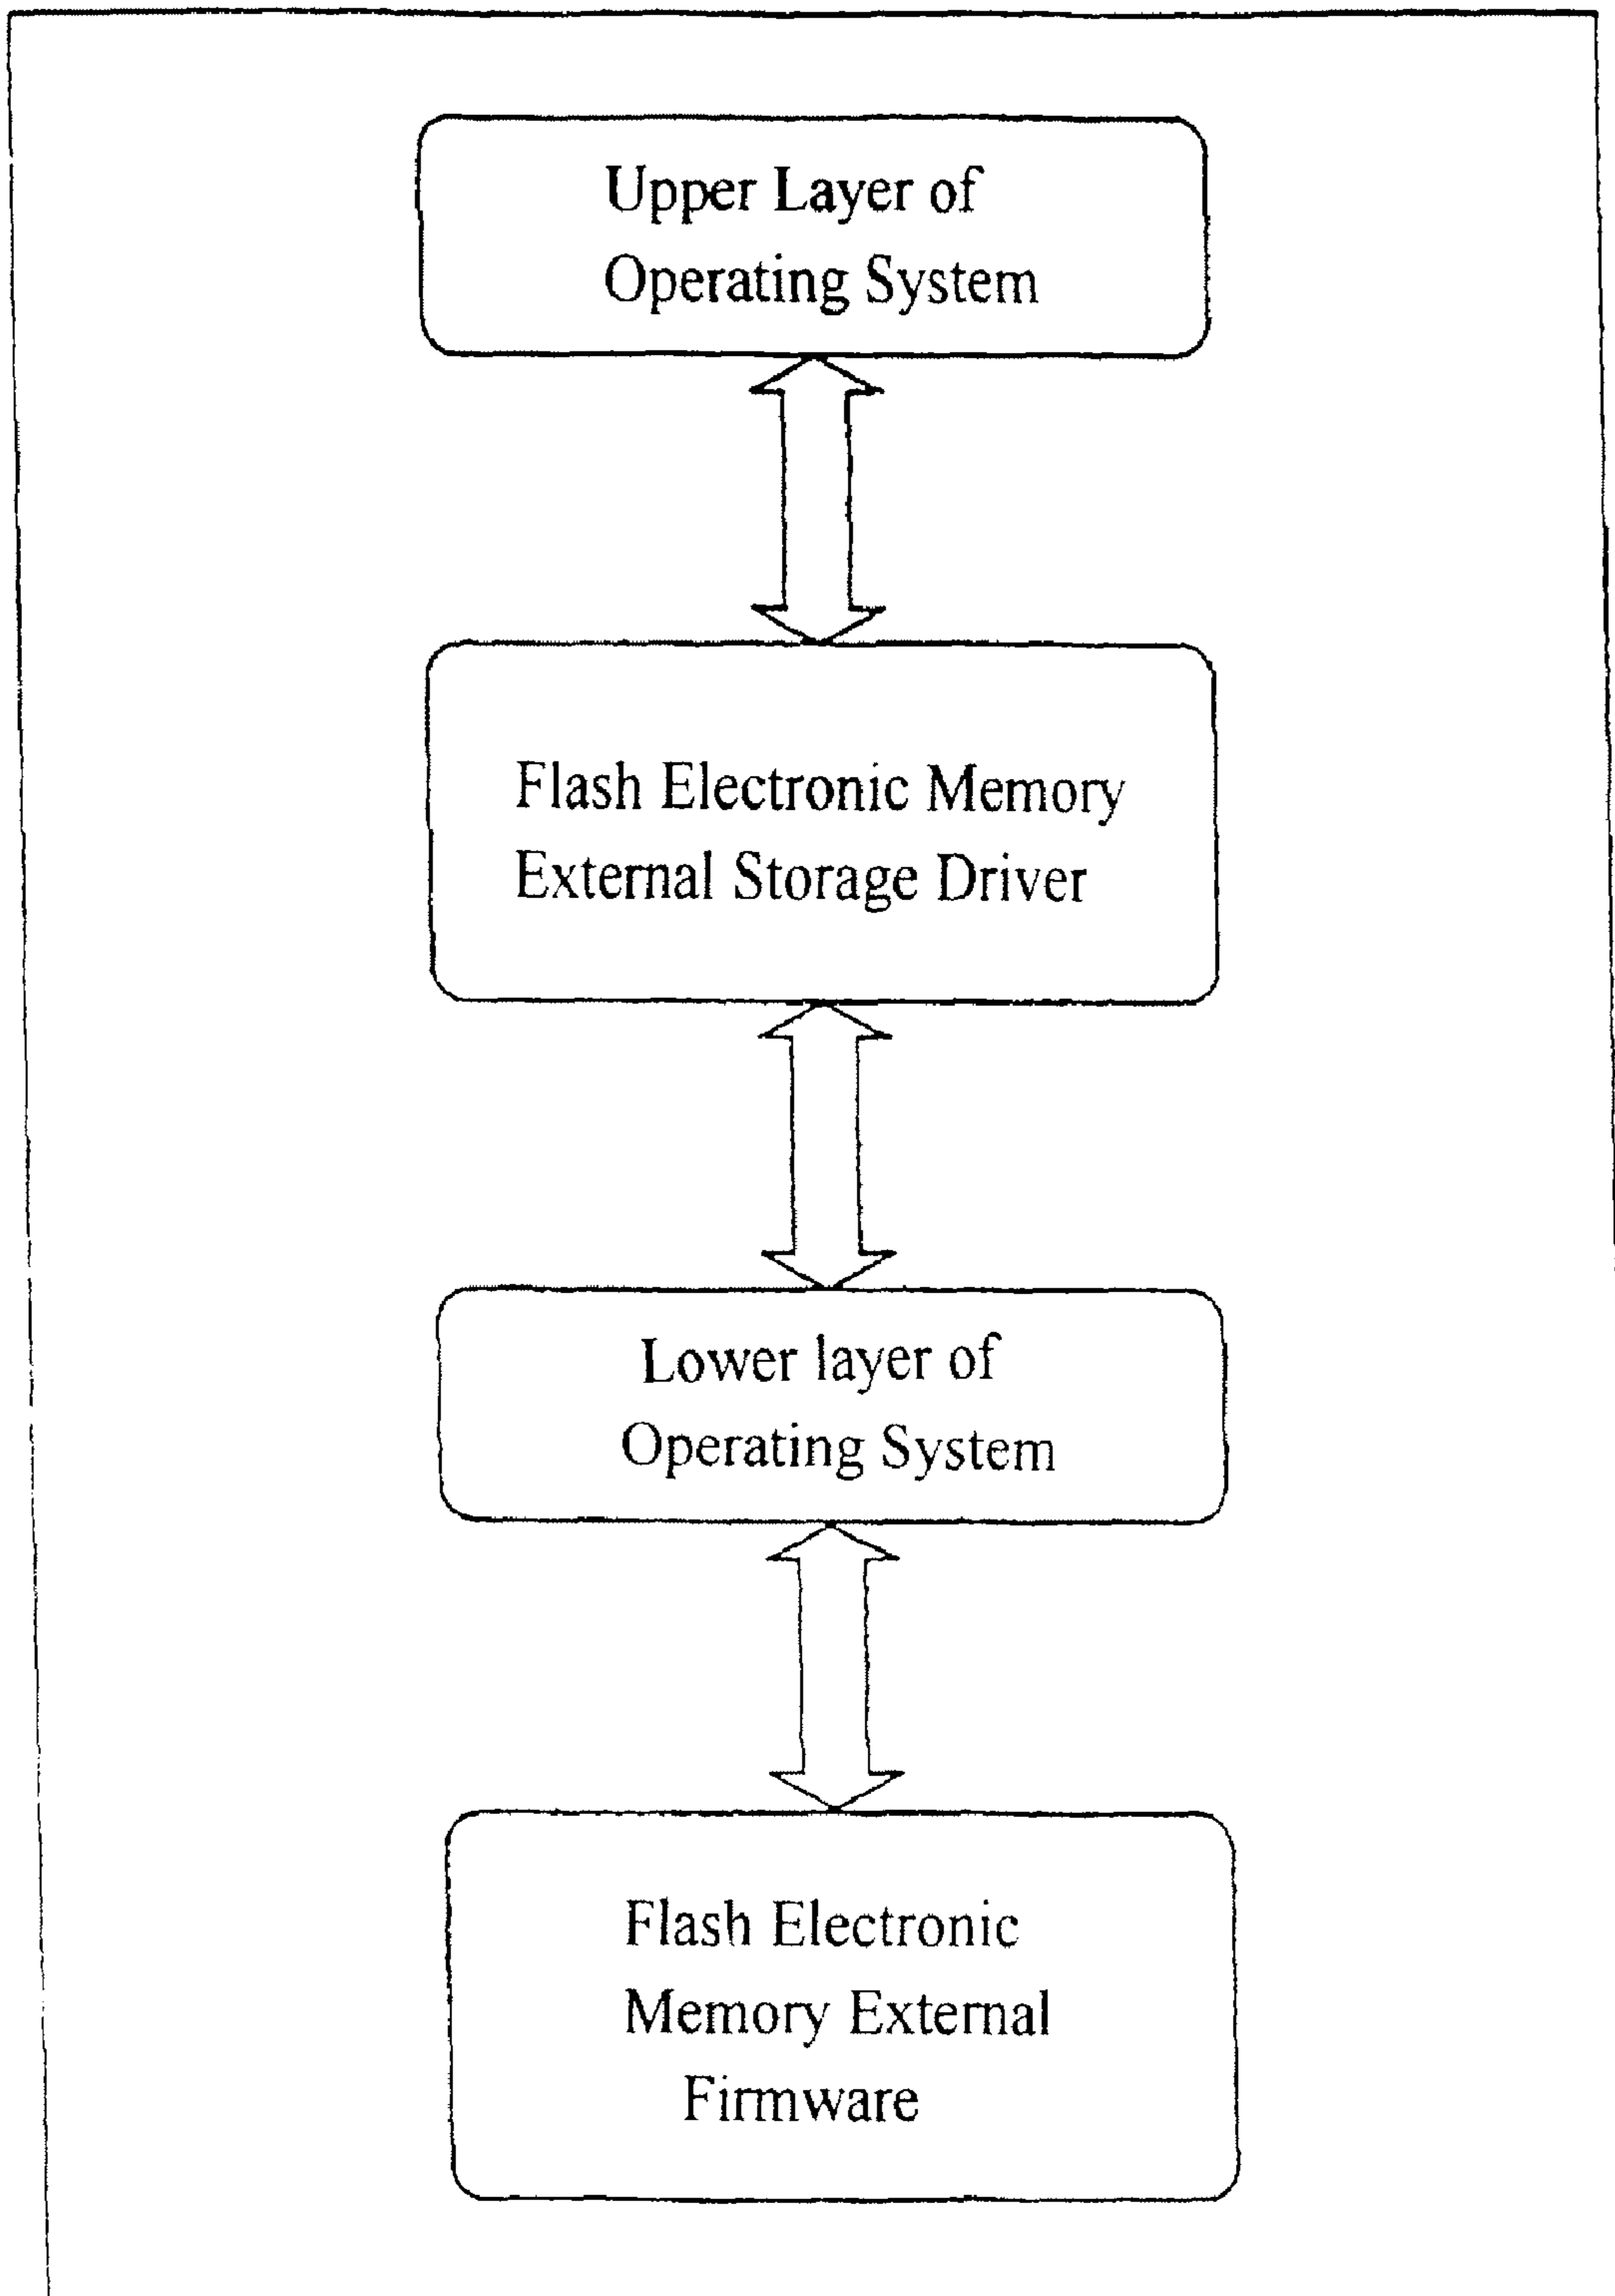 Upper Layer of
Operating System
Flash Electronic Memory
External Storage Driver
Lower layer of
Operating System
Flash Electronic
Memory External
Firmware